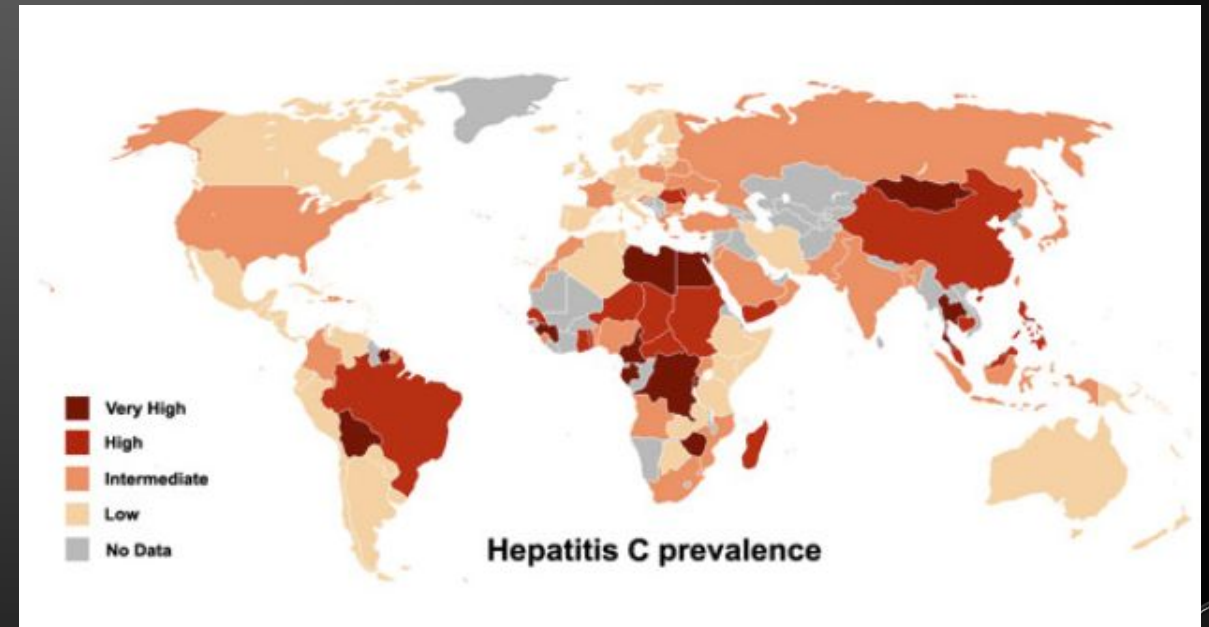 Very High
High
Intermediate
Low
No Data
Hepatitis C prevalence